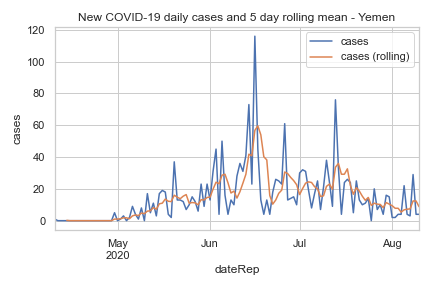 New COVID-19 daily cases and 5 day rolling mean - Yemen
cases
cases (rolling)
120
100
80
60
40
20
0
cases
May
2020
Jun
Jul
Aug
dateRep